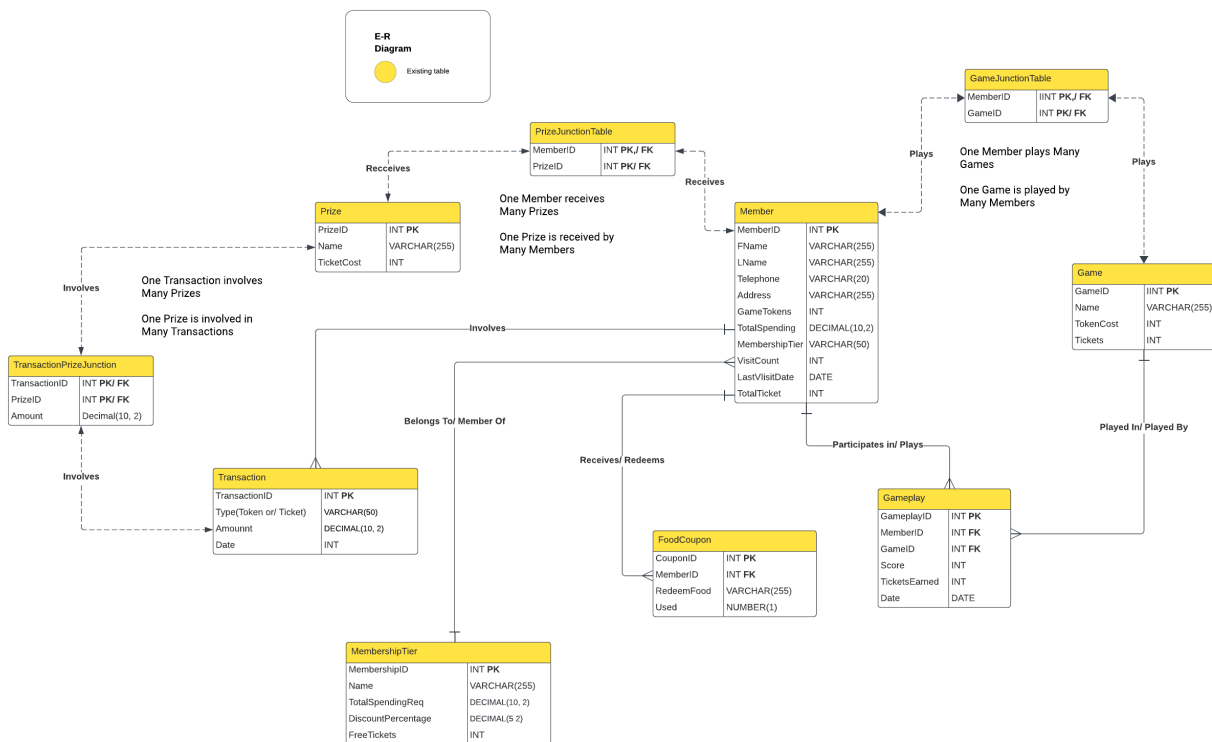 E-R
Diagram
Existing table
GameJunctionTable
MemberID IINT PK,/ FK
GameID INT PK/ FK
PrizeJunctionTable
MemberID INT PK,/ FK
PrizeID INT PK/ FK
Plays
One Member plays Many
Games
Plays
One Game is played by
Many Members
Recceives
Receives
One Member receives
Many Prizes
One Prize is received by
Many Members
Prize
PrizeID INT PK
Name VARCHAR(255)
TicketCost INT
Member
MemberID INT PK
FName VARCHAR(255)
LName VARCHAR(255)
Telephone VARCHAR(20)
Address VARCHAR(255)
GameTokens INT
TotalSpending DECIMAL(10,2)
MembershipTier VARCHAR(50)
VisitCount INT
LastVIisitDate DATE
TotalTicket INT
Game
GameID IINT PK
Name VARCHAR(255)
TokenCost INT
Tickets INT
Involves
One Transaction involves
Many Prizes
One Prize is involved in
Many Transactions
Involves
TransactionPrizeJunction
TransactionID INT PK/ FK
PrizeID INT PK/ FK
Amount Decimal(10, 2)
Belongs To/ Member Of
Played In/ Played By
Participates in/ Plays
Receives/ Redeems
Involves
Transaction
TransactionID INT PK
Type(Token or/ Ticket) VARCHAR(50)
Amounnt DECIMAL(10, 2)
Date INT
Gameplay
GameplayID INT PK
MemberID INT FK
GameID INT FK
Score INT
TicketsEarned INT
Date DATE
FoodCoupon
CouponID INT PK
MemberID INT FK
RedeemFood VARCHAR(255)
Used NUMBER(1)
MembershipTier
MembershipID INT PK
Name VARCHAR(255)
TotalSpendingReq DECIMAL(10, 2)
DiscountPercentage DECIMAL(5 2)
FreeTickets INT